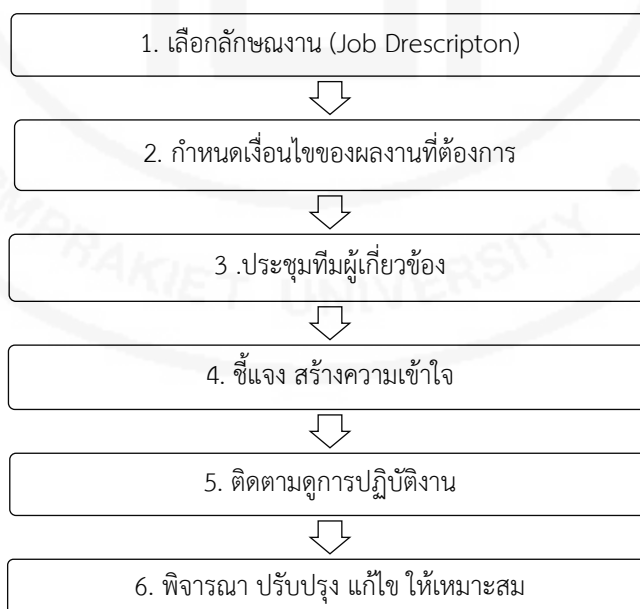 1. เลือกลักษณงาน (Job Drescripton)
2. กำหนดเงื่อนไขของผลงานที่ต้องการ
3 .ประชุมทีมผู้เกี่ยวข้อง
4. ชี้แจง สร้างความเข้าใจ
5. ติดตามดูการปฏิบัติงาน
6. พิจารณา ปรับปรุง แก้ไข ให้เหมาะสม